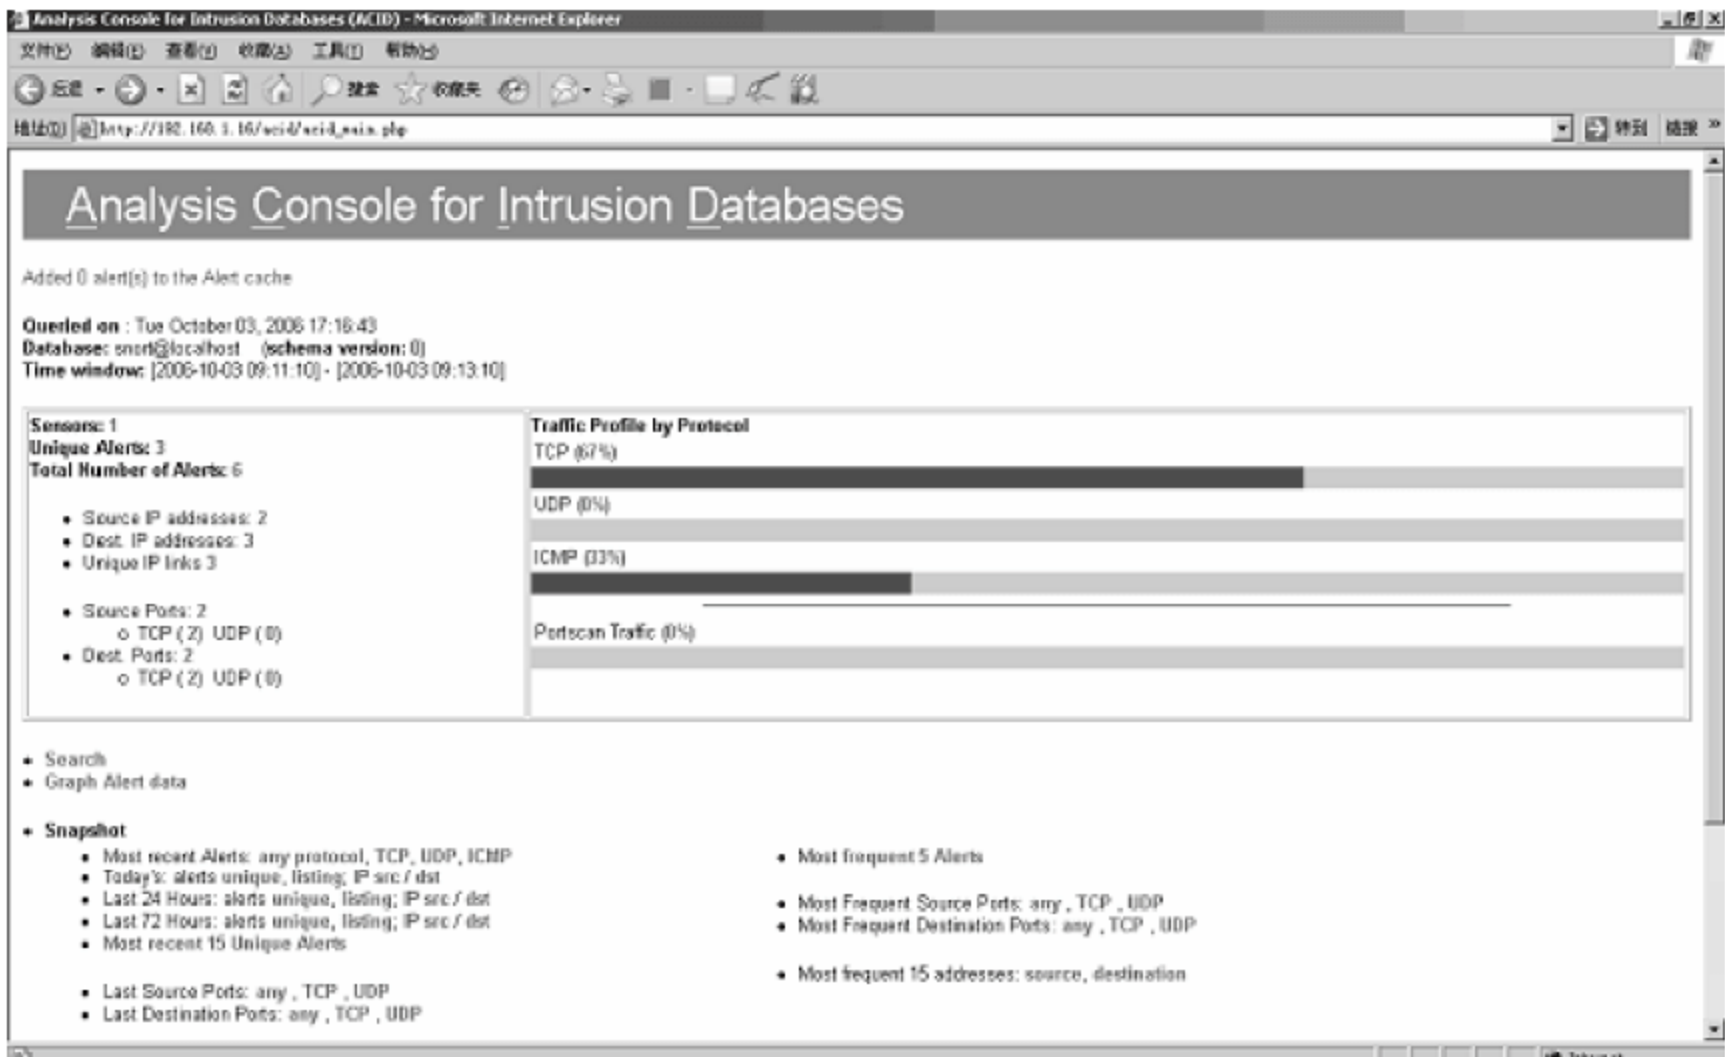 Analysis Console for Intrusion Databases (ACID) - Microsoft Internet Explorer
文件(F) 编辑(E) 查看(V) 收藏(A) 工具(T) 帮助(H)
后退 搜索 收藏夹
地址(D) http://192.168.1.16/acid/acid_main.php 转到 链接 »
Analysis Console for Intrusion Databases
Added 0 alert(s) to the Alert cache
Queried on : Tue October 03, 2006 17:16:43
Database: snort@localhost (schema version: 0)
Time window: [2006-10-03 09:11:10] - [2006-10-03 09:13:10]
Sensors: 1
Unique Alerts: 3
Total Number of Alerts: 6
• Source IP addresses: 2
• Dest. IP addresses: 3
• Unique IP links 3
• Source Ports: 2
○ TCP ( 2) UDP ( 0)
• Dest. Ports: 2
○ TCP ( 2) UDP ( 0)
Traffic Profile by Protocol
TCP (67%)
UDP (0%)
ICMP (33%)
Portscan Traffic (0%)
• Search
• Graph Alert data
• Snapshot
• Most recent Alerts: any protocol, TCP, UDP, ICMP
• Today's: alerts unique, listing; IP src / dst
• Last 24 Hours: alerts unique, listing; IP src / dst
• Last 72 Hours: alerts unique, listing; IP src / dst
• Most recent 15 Unique Alerts
• Last Source Ports: any , TCP , UDP
• Last Destination Ports: any , TCP , UDP
• Most frequent 5 Alerts
• Most Frequent Source Ports: any , TCP , UDP
• Most Frequent Destination Ports: any , TCP , UDP
• Most frequent 15 addresses: source, destination
Internet